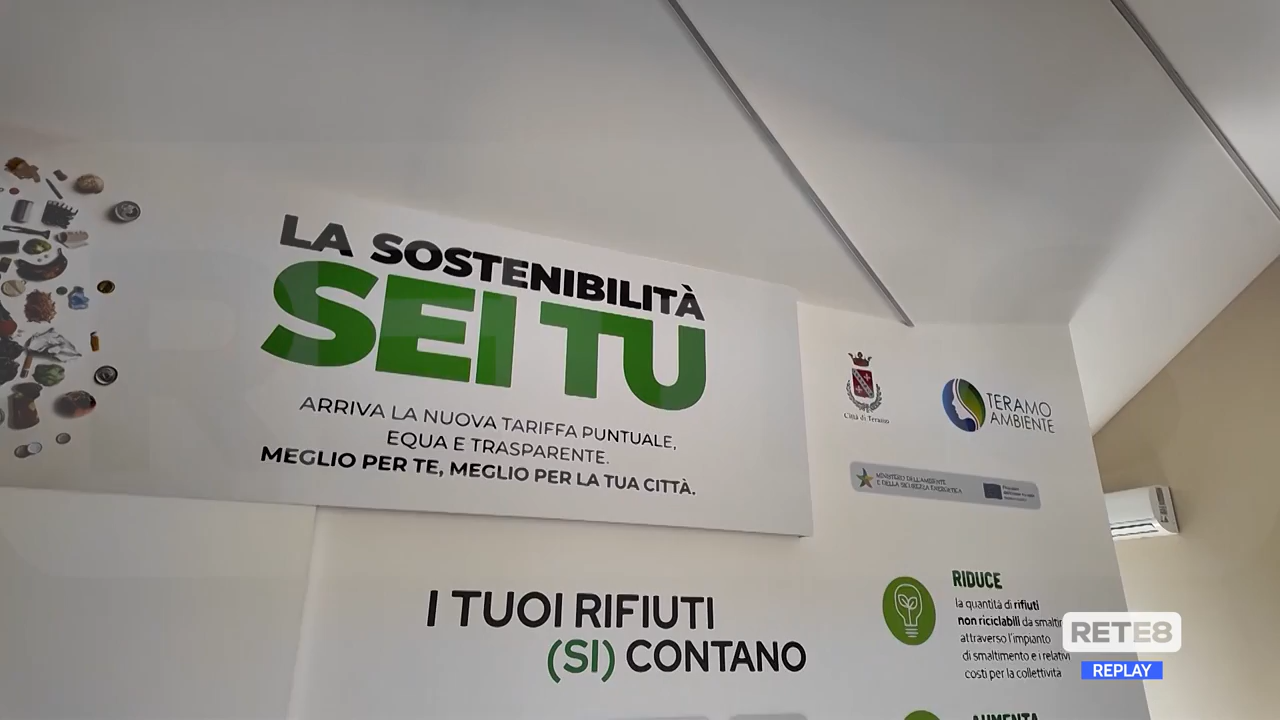 LA SOSTENIBILITÀ
SEI TU
ARRIVA LA NUOVA TARIFFA PUNTUALE,
EQUA E TRASPARENTE.
MEGLIO PER TE, MEGLIO PER LA TUA CITTÀ.
Città di Teramo
TERAMO
AMBIENTE
MINISTERO DELL'AMBIENTE
E DELLA SICUREZZA ENERGETICA
I TUOI RIFIUTI
(SI) CONTANO
RIDUCE
la quantità di rifiuti
non riciclabili da smaltir
attraverso l'impianto
di smaltimento e i relativi
costi per la collettività
AUMENTA
RETE8
REPLAY